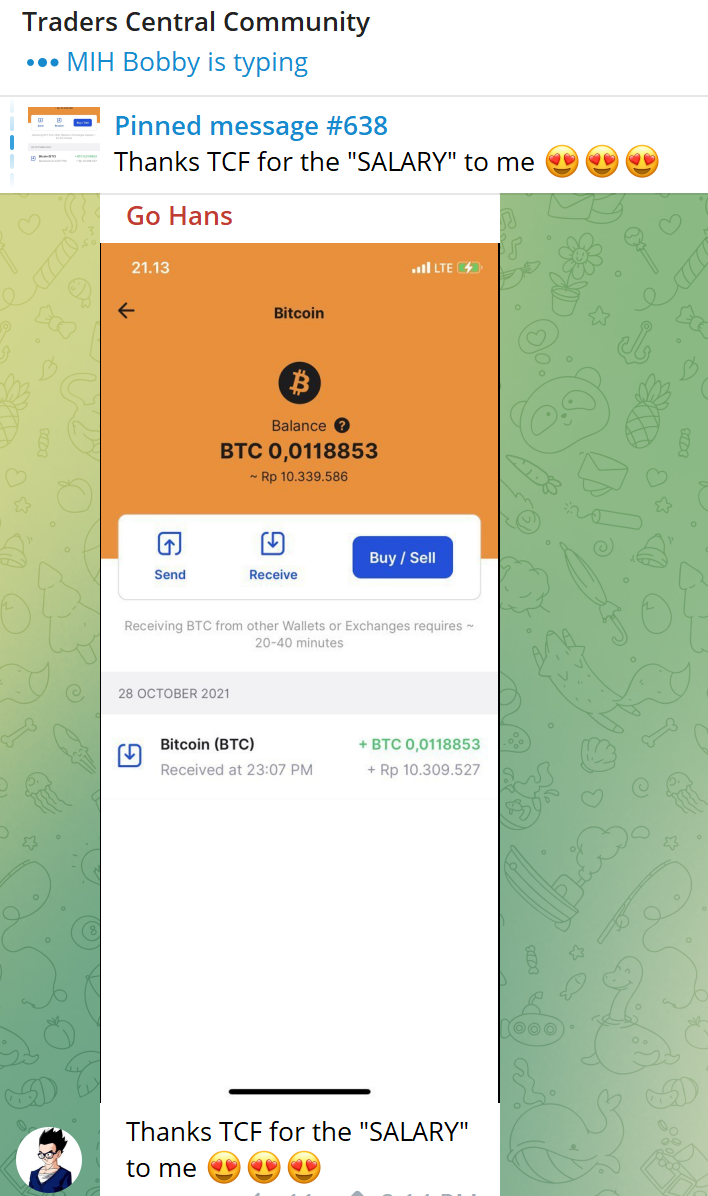 Traders Central Community
MIH Bobby is typing
Pinned message #638
Thanks TCF for the "SALARY" to me 😍😍😍
Go Hans
21.13
LTE
Bitcoin
Balance ?
BTC 0,0118853
~ Rp 10.339.586
Send
Receive
Buy / Sell
Receiving BTC from other Wallets or Exchanges requires ~
20-40 minutes
28 OCTOBER 2021
Bitcoin (BTC)
+ BTC 0,0118853
Received at 23:07 PM
+ Rp 10.309.527
Thanks TCF for the "SALARY"
to me 😍😍😍